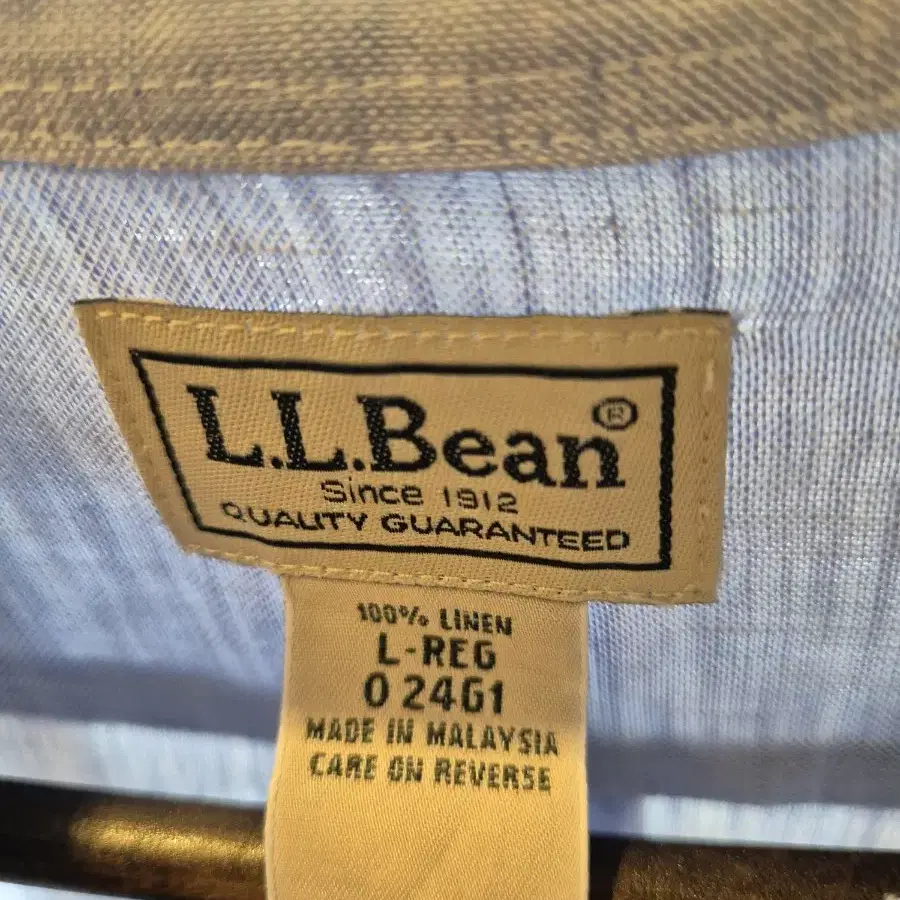 L.L.Bean®
Since 1912
QUALITY GUARANTEED
100% LINEN
L-REG
0 24G1
MADE IN MALAYSIA
CARE ON REVERSE